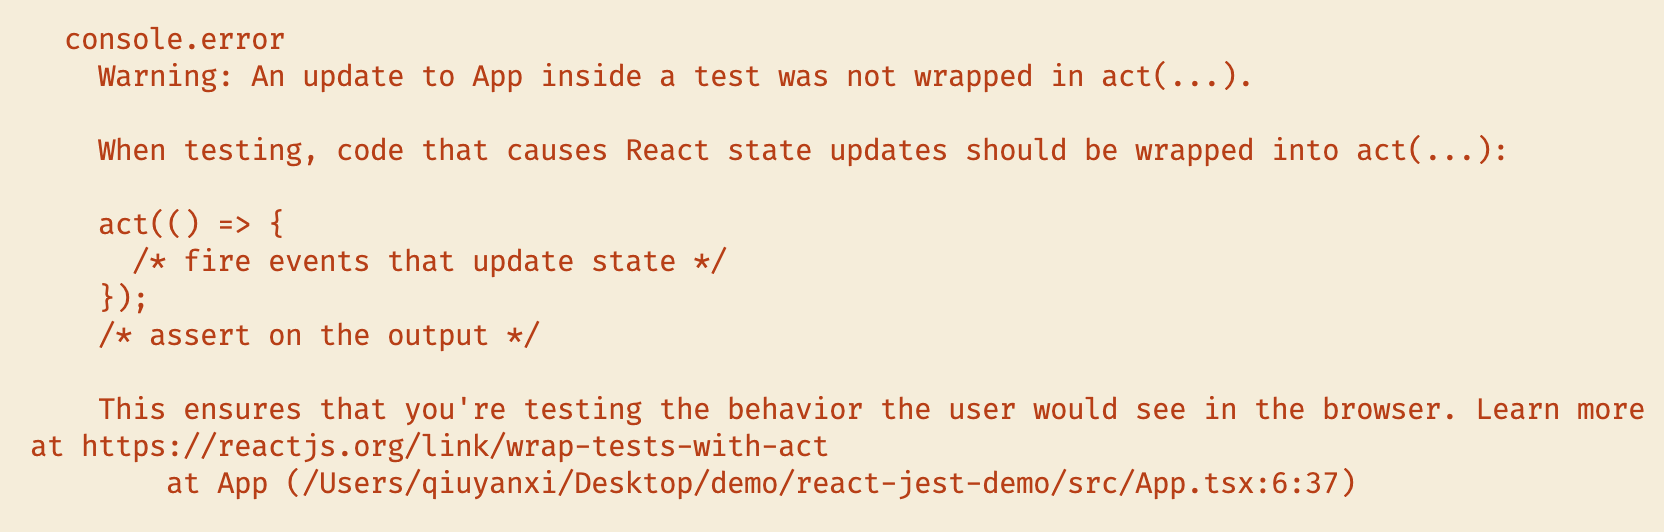 console.error
Warning: An update to App inside a test was not wrapped in act(...).
When testing, code that causes React state updates should be wrapped into act(...):
act(() => {
/* fire events that update state */
});
/* assert on the output */
This ensures that you're testing the behavior the user would see in the browser. Learn more
at https://reactjs.org/link/wrap-tests-with-act
at App (/Users/qiuyanxi/Desktop/demo/react-jest-demo/src/App.tsx:6:37)